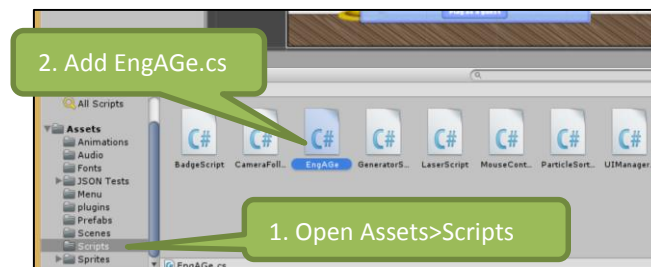 2. Add EngAGe.cs
All Scripts
Assets
Animations
Audio
Fonts
JSON Tests
Menu
plugins
Prefabs
Scenes
Scripts
Sprites
C# C# C# C# C# C# C# C#
BadgeScript CameraFoll... EngAGe GeneratorS... LaserScript MouseCont... ParticleSort... UIManager
1. Open Assets>Scripts
EngAGe.cs